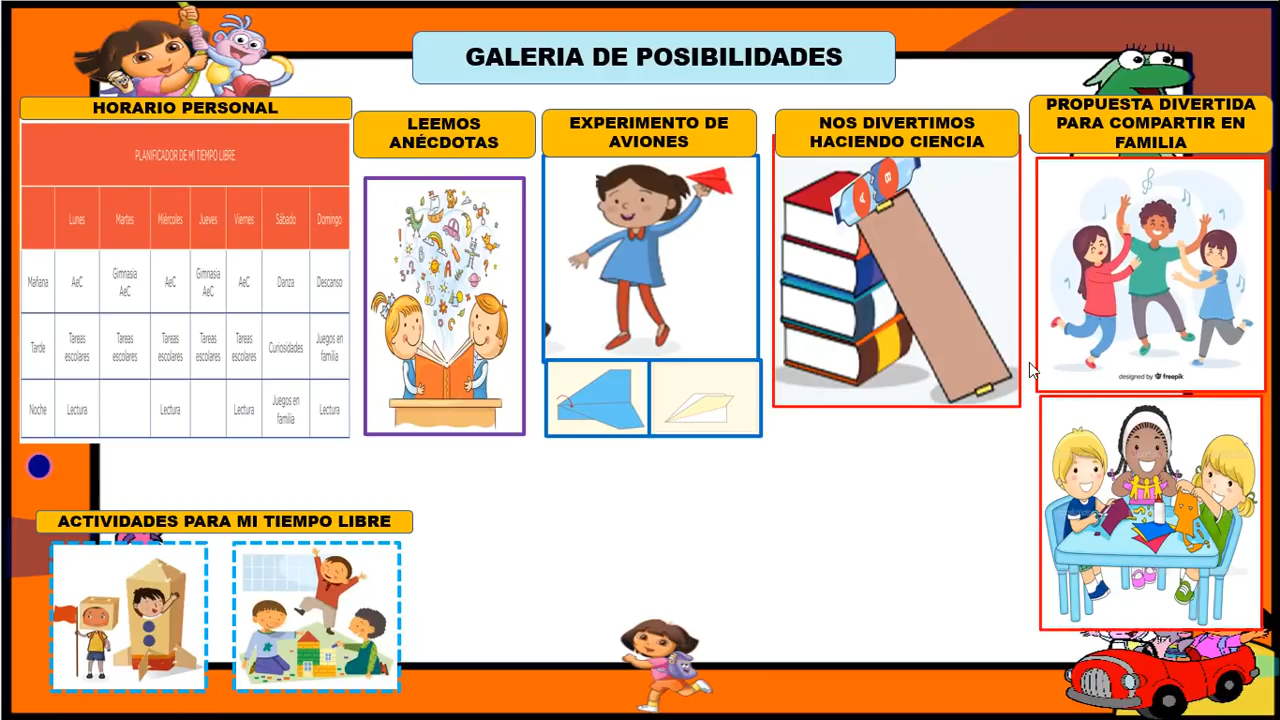 GALERIA DE POSIBILIDADES
HORARIO PERSONAL
PLANIFICADOR DE MI TIEMPO LIBRE
Lunes Martes Miércoles Jueves Viernes Sábado Domingo
Mañana AeC Gimnasia AeC AeC Gimnasia AeC AeC Danza Descanso
Tarde Tareas escolares Tareas escolares Tareas escolares Tareas escolares Tareas escolares Curiosidades Juegos en familia
Noche Lectura Lectura Lectura Juegos en familia Lectura
LEEMOS
ANÉCDOTAS
EXPERIMENTO DE
AVIONES
NOS DIVERTIMOS
HACIENDO CIENCIA
A
B
PROPUESTA DIVERTIDA
PARA COMPARTIR EN
FAMILIA
designed by freepik
ACTIVIDADES PARA MI TIEMPO LIBRE